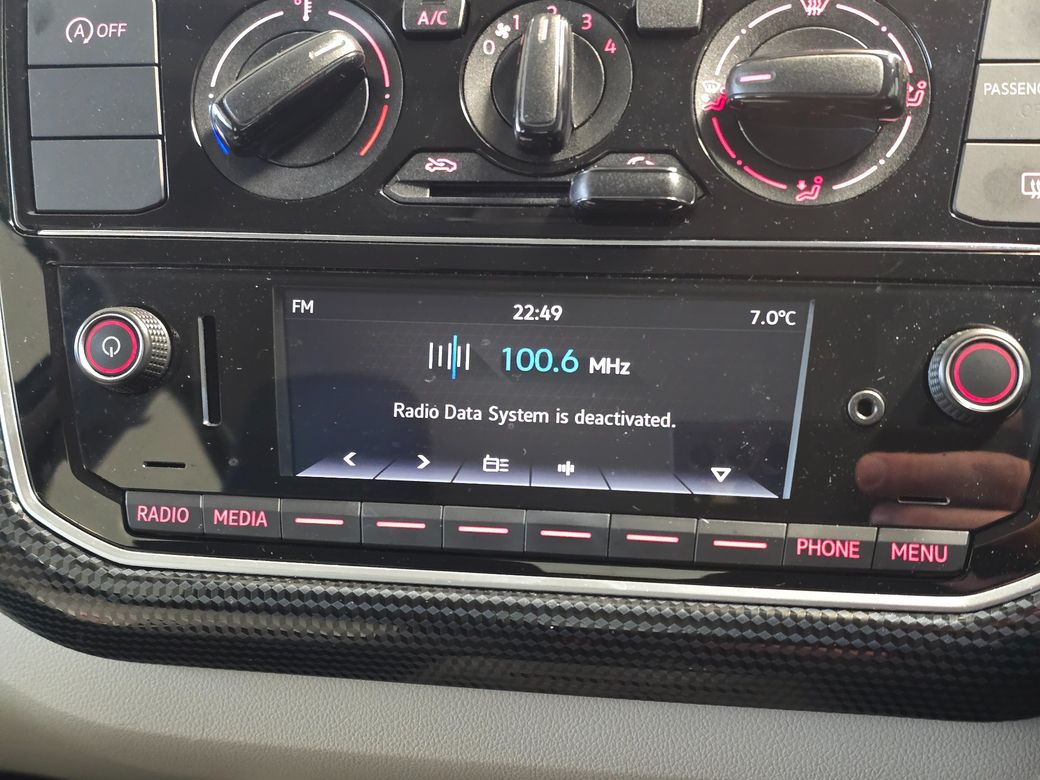 OFF
A/C
0 1 2 3 4
PASSEN
FM 22:49 7.0°C
100.6 MHz
Radio Data System is deactivated.
RADIO MEDIA PHONE MENU